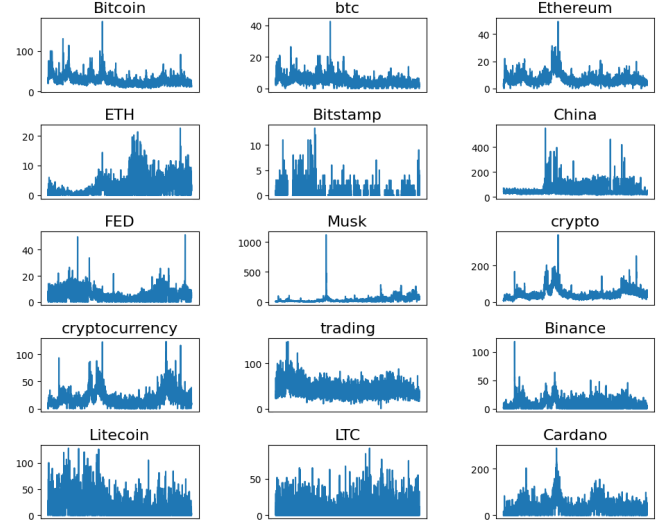 Bitcoin btc Ethereum
100 0
40 20 0
40 20 0
ETH Bitstamp China
20 10 0
10 5 0
400 200 0
FED Musk crypto
40 20 0
1000 500 0
200 0
cryptocurrency trading Binance
100 50 0
100 0
100 50 0
Litecoin LTC Cardano
100 50 0
50 0
200 0